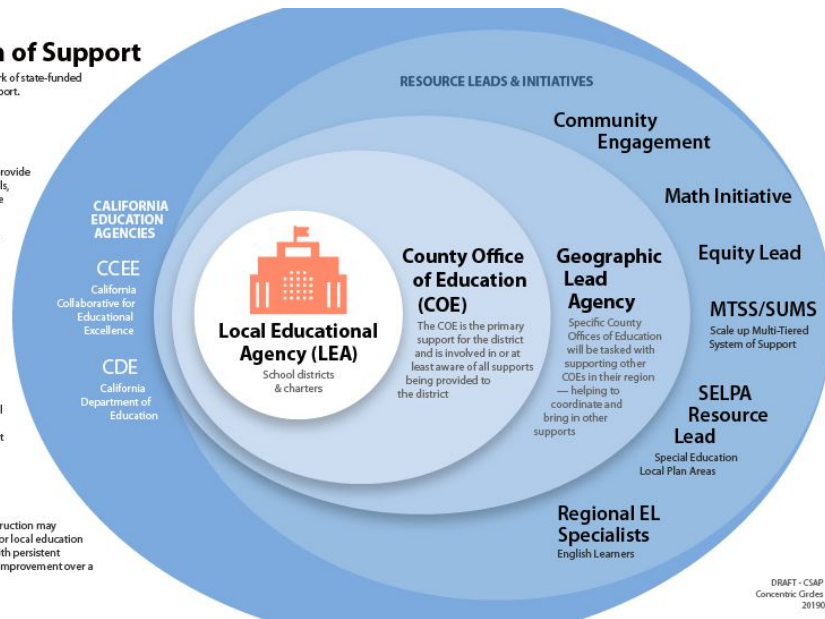 n of Support
rk of state-funded
port.
provide
ls,
e
l
t
ruction may
or local education
ith persistent
improvement over a
CALIFORNIA
EDUCATION
AGENCIES
CCEE
California
Collaborative for
Educational
Excellence
CDE
California
Department of
Education
Local Educational
Agency (LEA)
School districts
& charters
County Office
of Education
(COE)
The COE is the primary
support for the district
and is involved in or at
least aware of all supports
being provided to
the district
Geographic
Lead
Agency
Specific County
Offices of Education
will be tasked with
supporting other
COEs in their region
— helping to
coordinate and
bring in other
supports
RESOURCE LEADS & INITIATIVES
Community
Engagement
Math Initiative
Equity Lead
MTSS/SUMS
Scale up Multi-Tiered
System of Support
SELPA
Resource
Lead
Special Education
Local Plan Areas
Regional EL
Specialists
English Learners
DRAFT - CSAP
Concentric Circles
20190